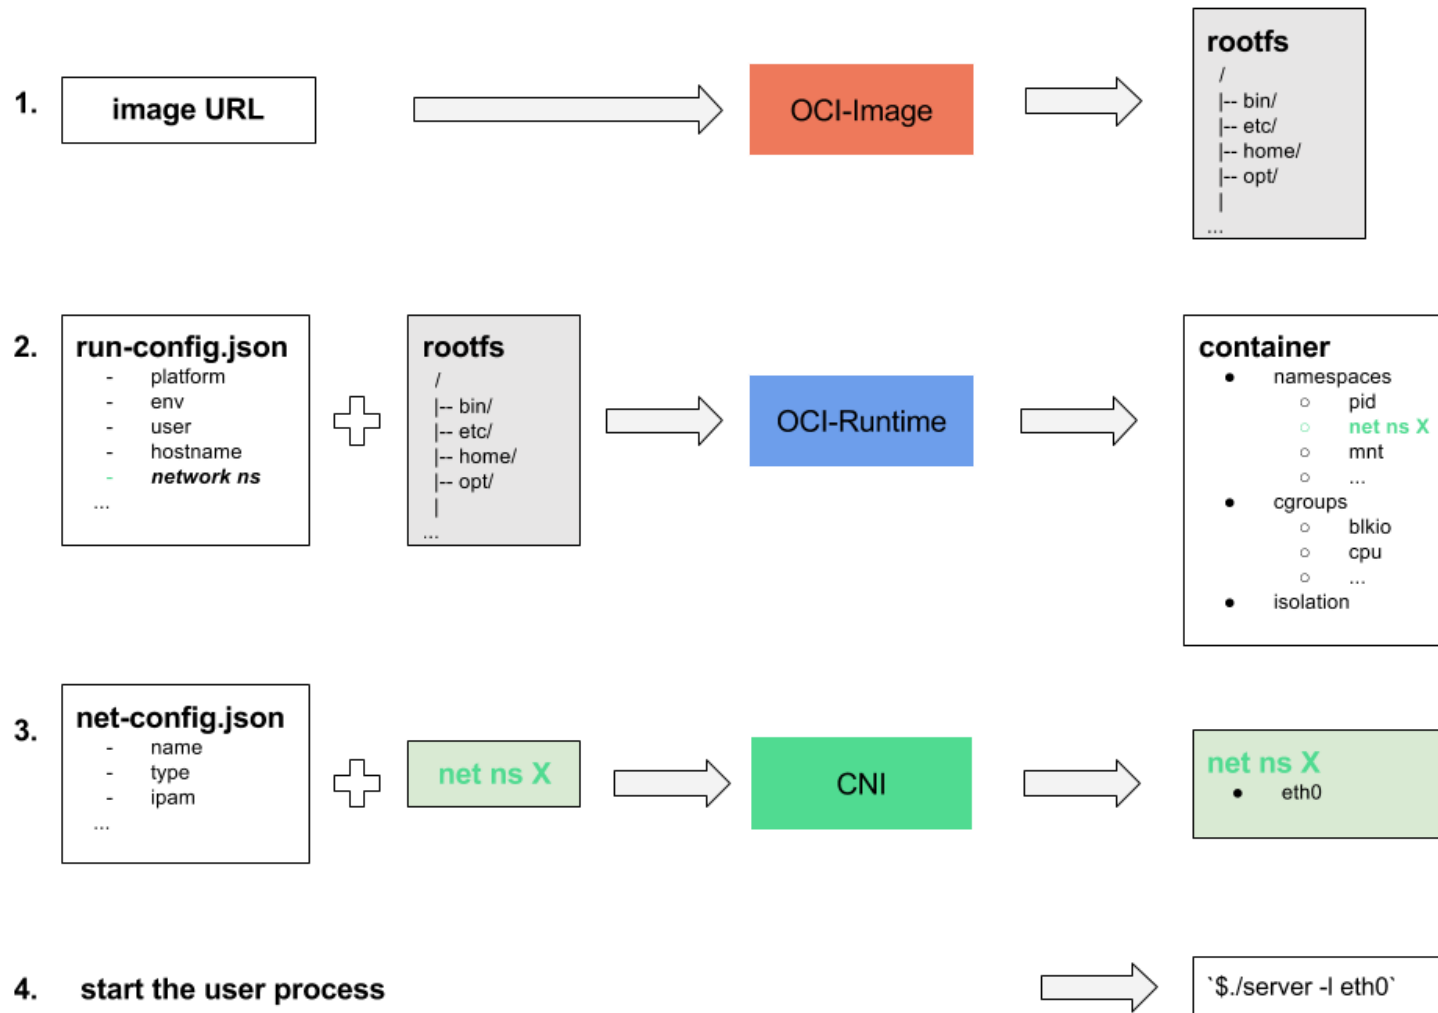 1.
image URL
OCI-Image
rootfs
/
|-- bin/
|-- etc/
|-- home/
|-- opt/
|
...
2.
run-config.json
- platform
- env
- user
- hostname
- network ns
...
rootfs
/
|-- bin/
|-- etc/
|-- home/
|-- opt/
|
...
OCI-Runtime
container
● namespaces
○ pid
○ net ns X
○ mnt
○ ...
● cgroups
○ blkio
○ cpu
○ ...
● isolation
3.
net-config.json
- name
- type
- ipam
...
net ns X
CNI
net ns X
● eth0
4. start the user process
`$./server -l eth0`